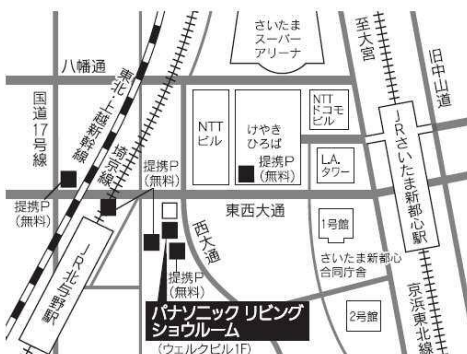 さいたま
スーパー
アリーナ
至大宮
旧中山道
八幡通
東北・上越新幹線
埼京線
国道17号線
NTT
ビル
けやき
ひろば
提携P
(無料)
NTT
ドコモ
ビル
L.A.
タワー
JRさいたま新都心駅
提携P
(無料)
提携P
(無料)
東西大通
西大通
1号館
さいたま新都心
合同庁舎
2号館
京浜東北線
JR北与野駅
提携P
(無料)
パナソニック リビング
ショウルーム
(ウェルクビル1F)